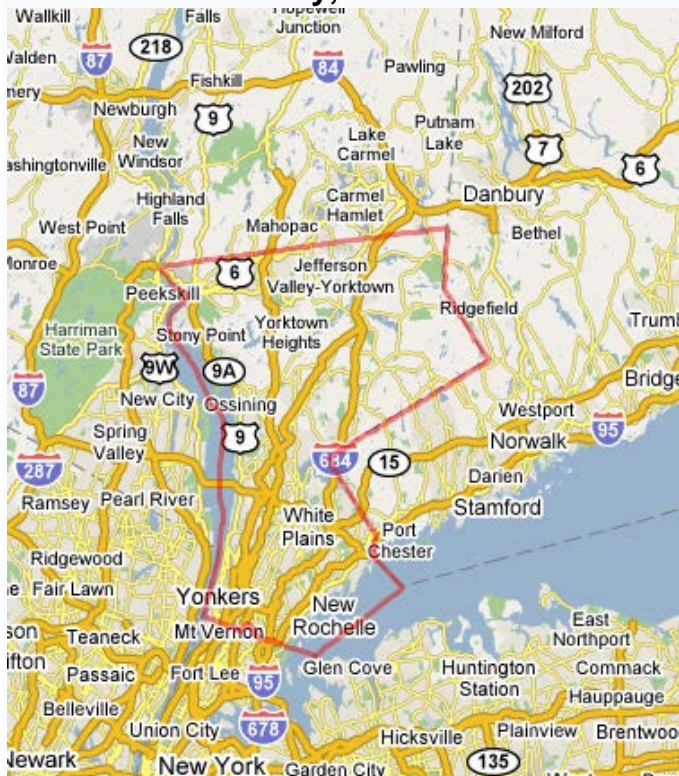 y,
Wallkill
Falls
Hopewell
Junction
New Milford
218
87
84
Pawling
Walden
Fishkill
202
Newburgh
9
Putnam
Lake
New
Windsor
Lake
Carmel
7
6
ashingtonville
Highland
Falls
Carmel
Hamlet
Danbury
West Point
Mahopac
Bethel
Monroe
6
Jefferson
Valley-Yorktown
Peekskill
Ridgefield
Harriman
State Park
Stony Point
Yorktown
Heights
Trumb
9W
9A
87
New City
Ossining
Bridge
Westport
Spring
Valley
9
95
Norwalk
287
684
15
Darien
Ramsey
Pearl River
White
Plains
Stamford
Port
Chester
Ridgewood
Fair Lawn
Yonkers
New
Rochelle
East
Northport
son
Teaneck
Mt Vernon
ifton
Passaic
Fort Lee
Glen Cove
Huntington
Station
Commack
95
Hauppauge
Belleville
Union City
678
Hicksville
Plainview
Brentwoo
Newark
New York
Garden City
135